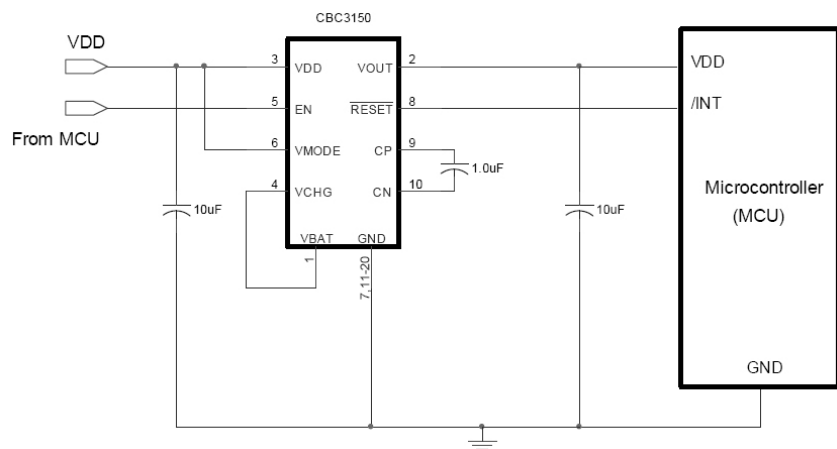 CBC3150
VDD
3
VDD
VOUT
2
VDD
5
EN
RESET
8
/INT
From MCU
6
VMODE
CP
9
1.0uF
4
VCHG
CN
10
10uF
10uF
Microcontroller
(MCU)
VBAT
GND
1
7,11-20
GND